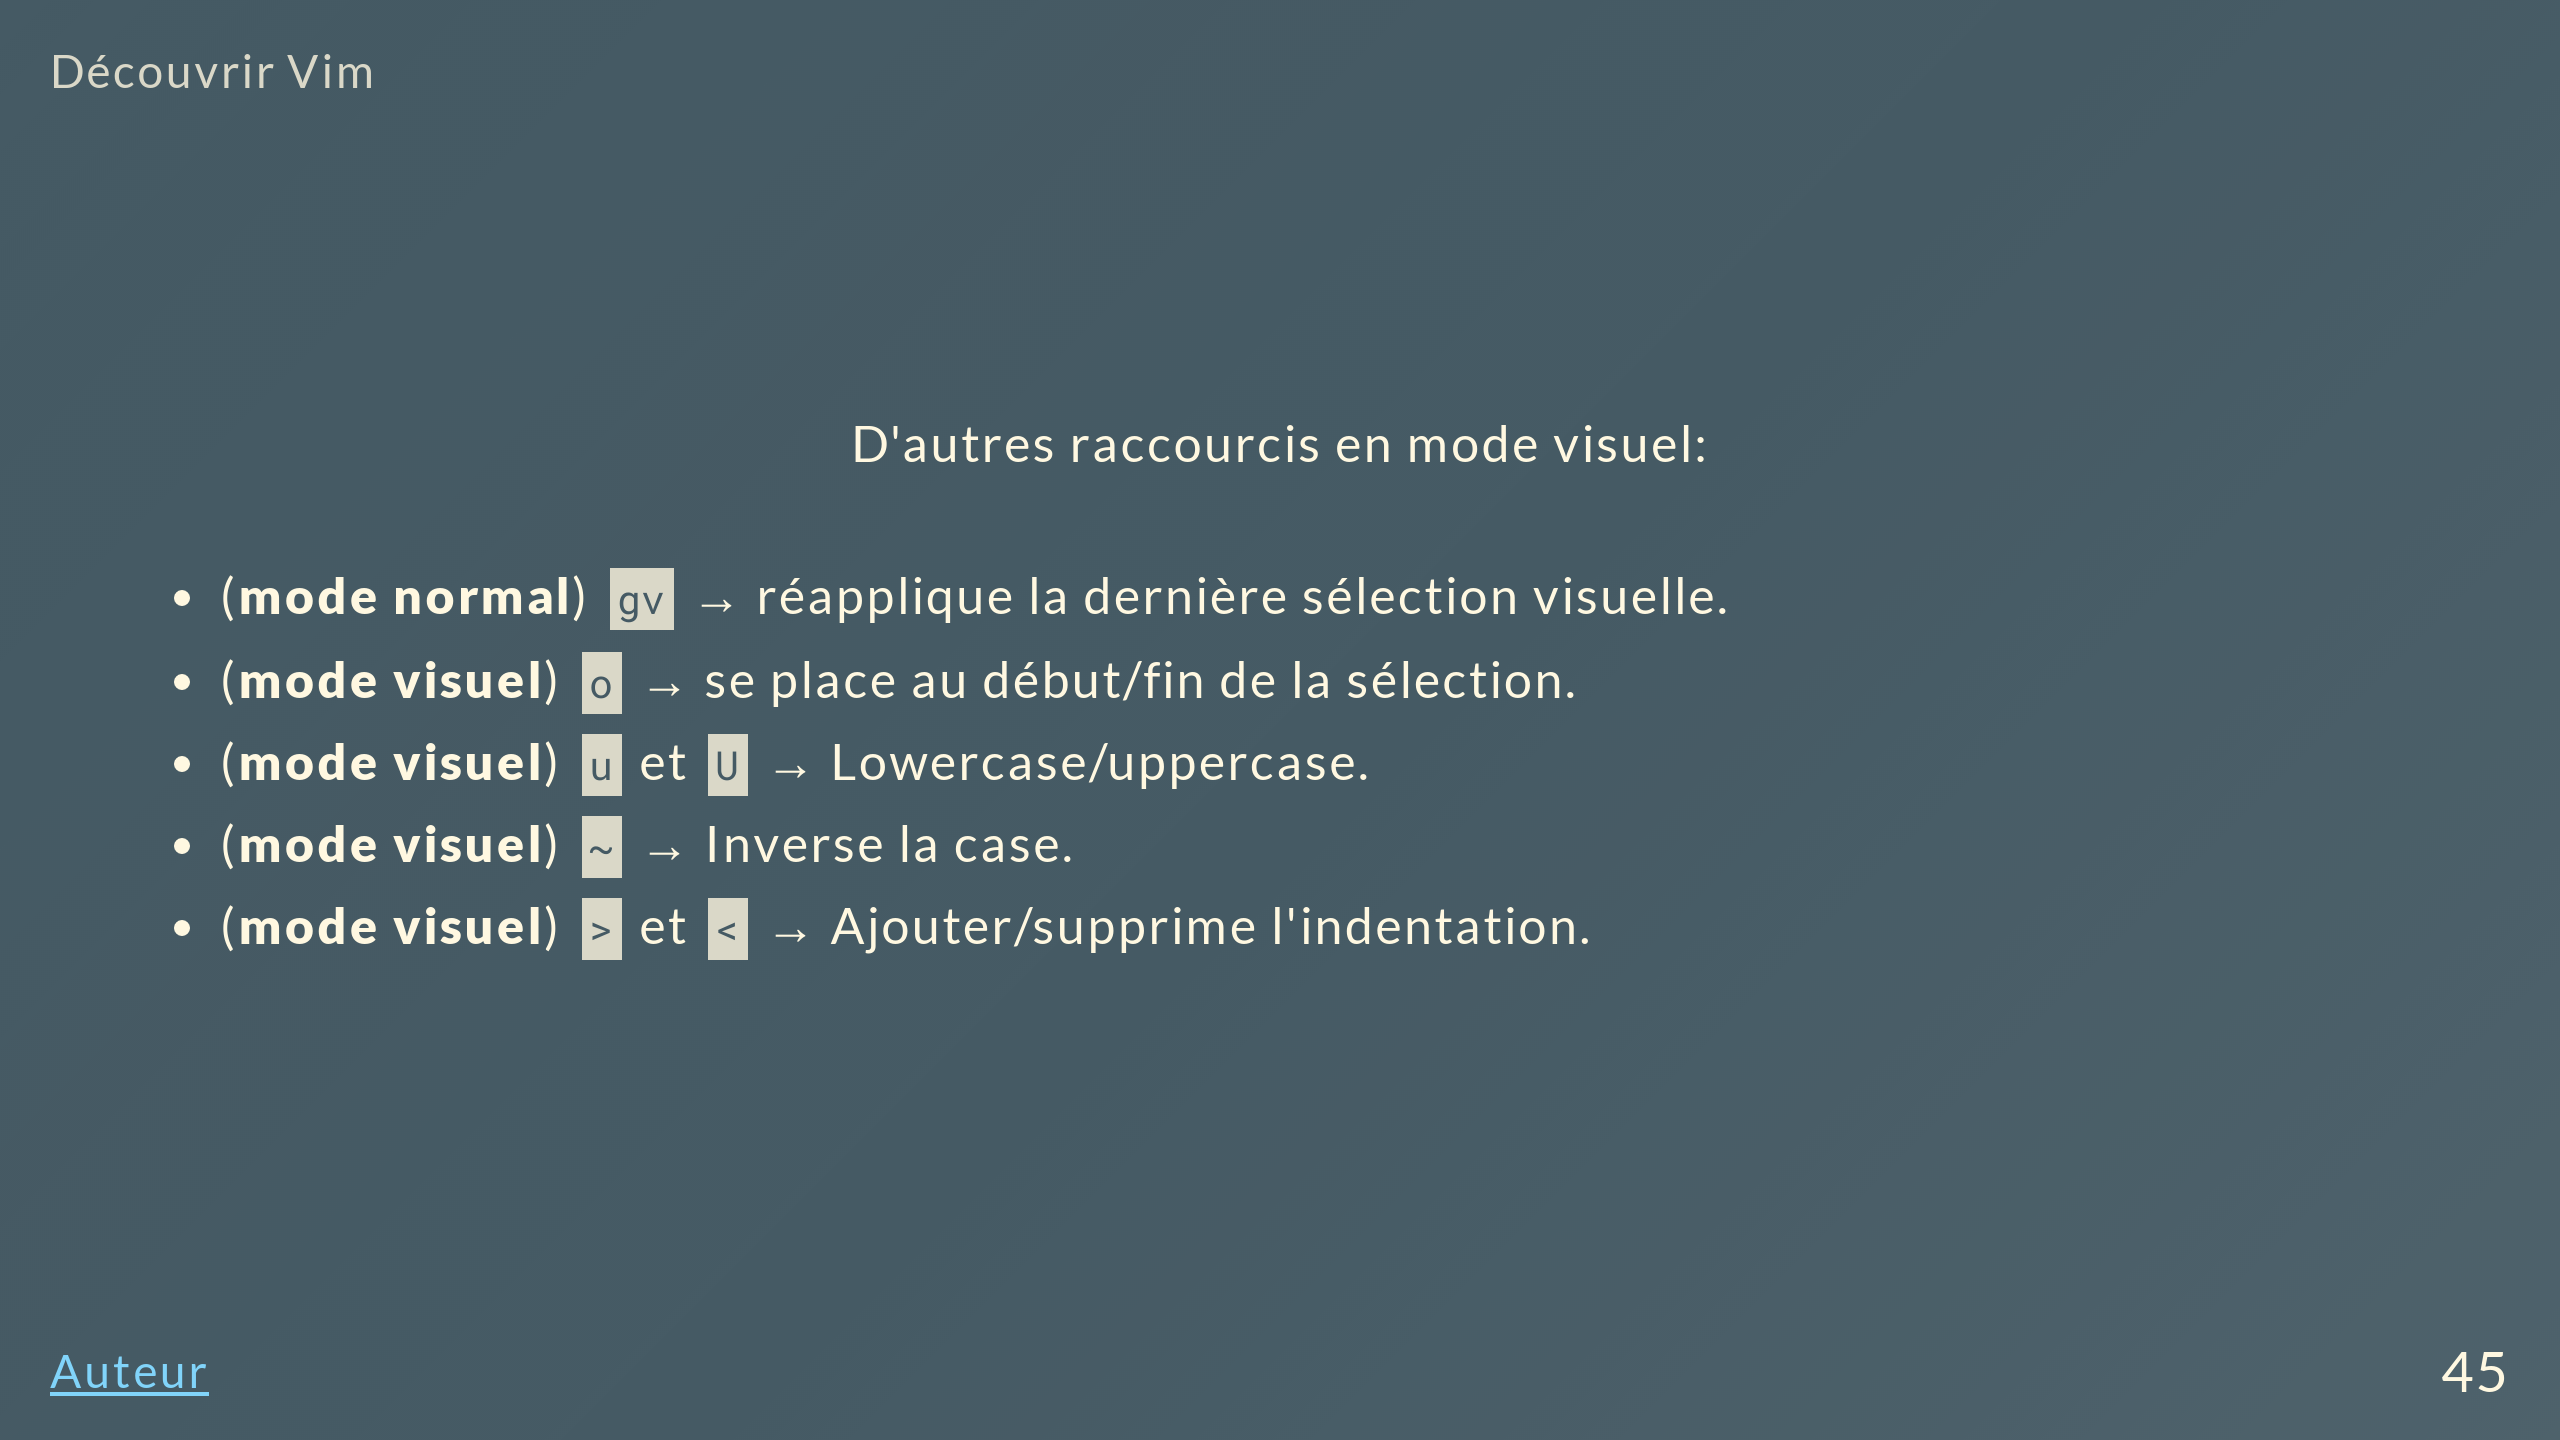 Découvrir Vim
D'autres raccourcis en mode visuel:
• (mode normal) gv → réapplique la dernière sélection visuelle.
• (mode visuel) o → se place au début/fin de la sélection.
• (mode visuel) u et U → Lowercase/uppercase.
• (mode visuel) ~ → Inverse la case.
• (mode visuel) > et < → Ajouter/supprime l'indentation.
Auteur
45